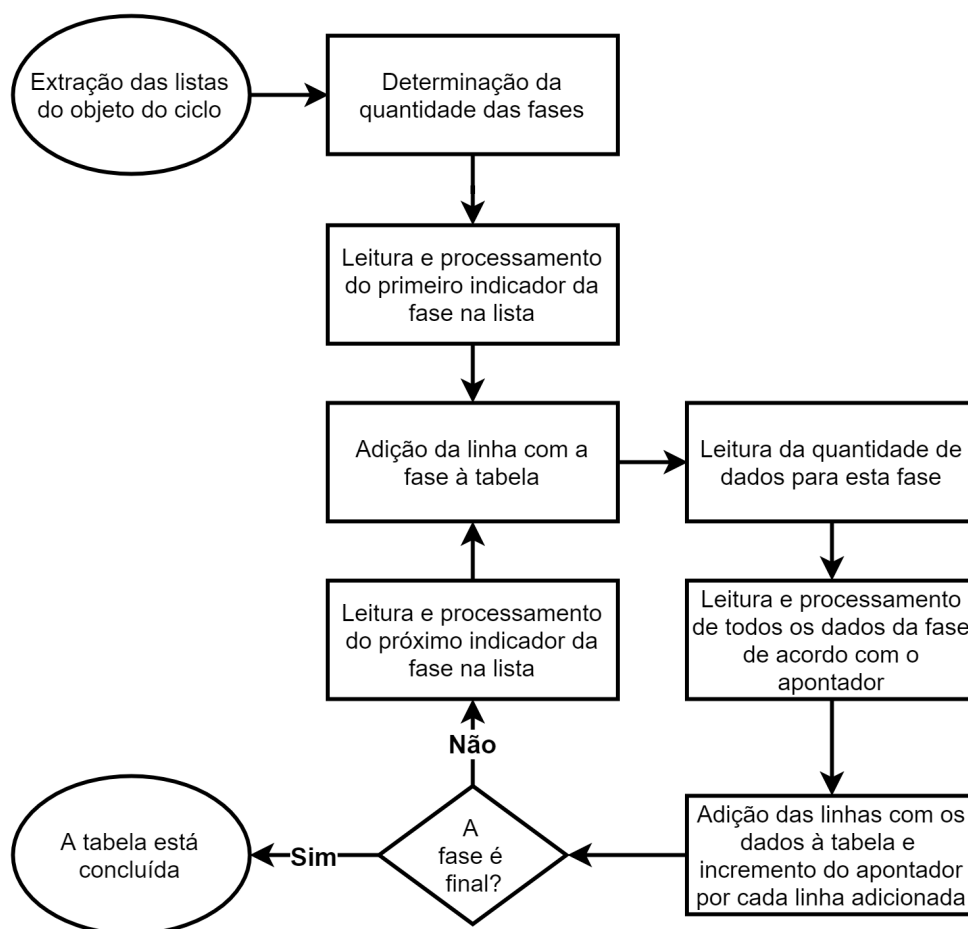 Extração das listas
do objeto do ciclo
Determinação da
quantidade das fases
Leitura e processamento
do primeiro indicador da
fase na lista
Adição da linha com a
fase à tabela
Leitura da quantidade de
dados para esta fase
Leitura e processamento
do próximo indicador da
fase na lista
Leitura e processamento
de todos os dados da fase
de acordo com o
apontador
Não
A tabela está
concluída
Sim
A
fase é
final?
Adição das linhas com os
dados à tabela e
incremento do apontador
por cada linha adicionada